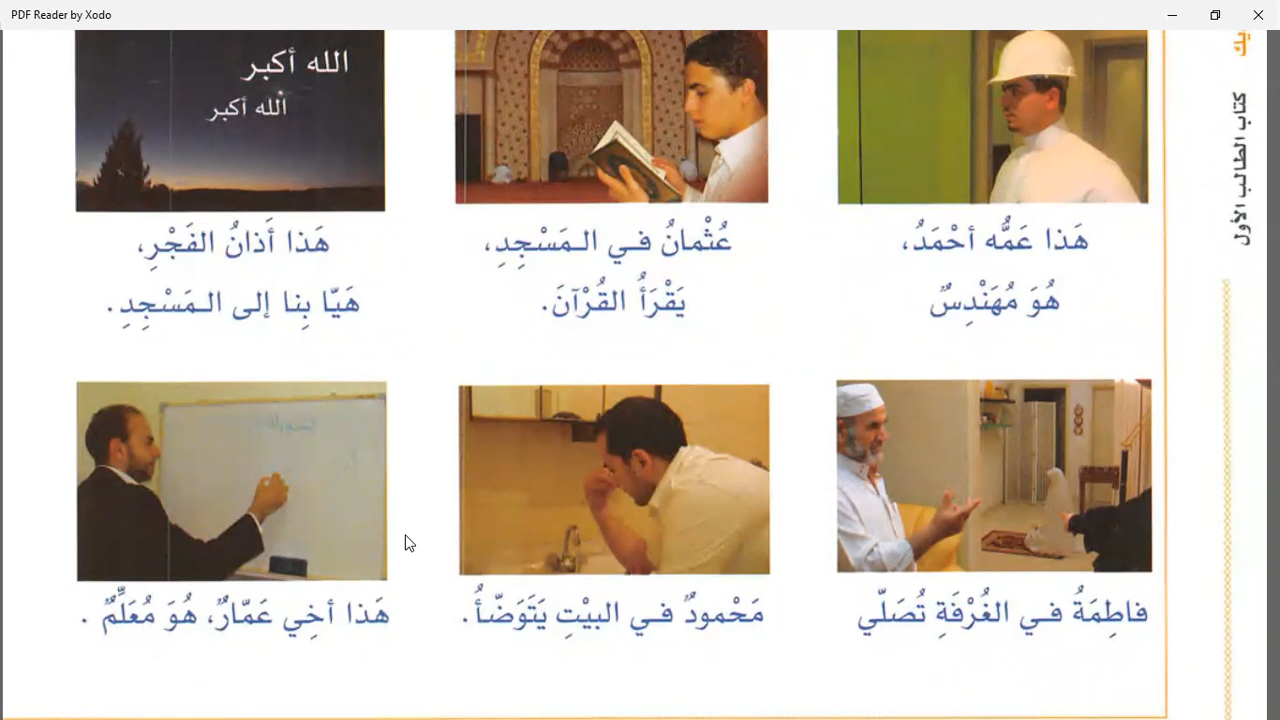 PDF Reader by Xodo
كتاب الطالب الأول
هَذا عَمُّه أحْمَدُ،
هُوَ مُهَنْدِسٌ
عُثْمانُ في المَسْجِدِ،
يَقْرَأُ القُرْآنَ.
الله أكبر
الله أكبر
هَذا أَذانُ الفَجْرِ،
هَيّا بِنا إلى المَسْجِدِ.
فاطِمَةُ في الغُرْفَةِ تُصَلّي
مَحْمودٌ في البيْتِ يَتَوَضّأُ.
هَذا أخِي عَمّارٌ، هُوَ مُعَلِّمٌ .